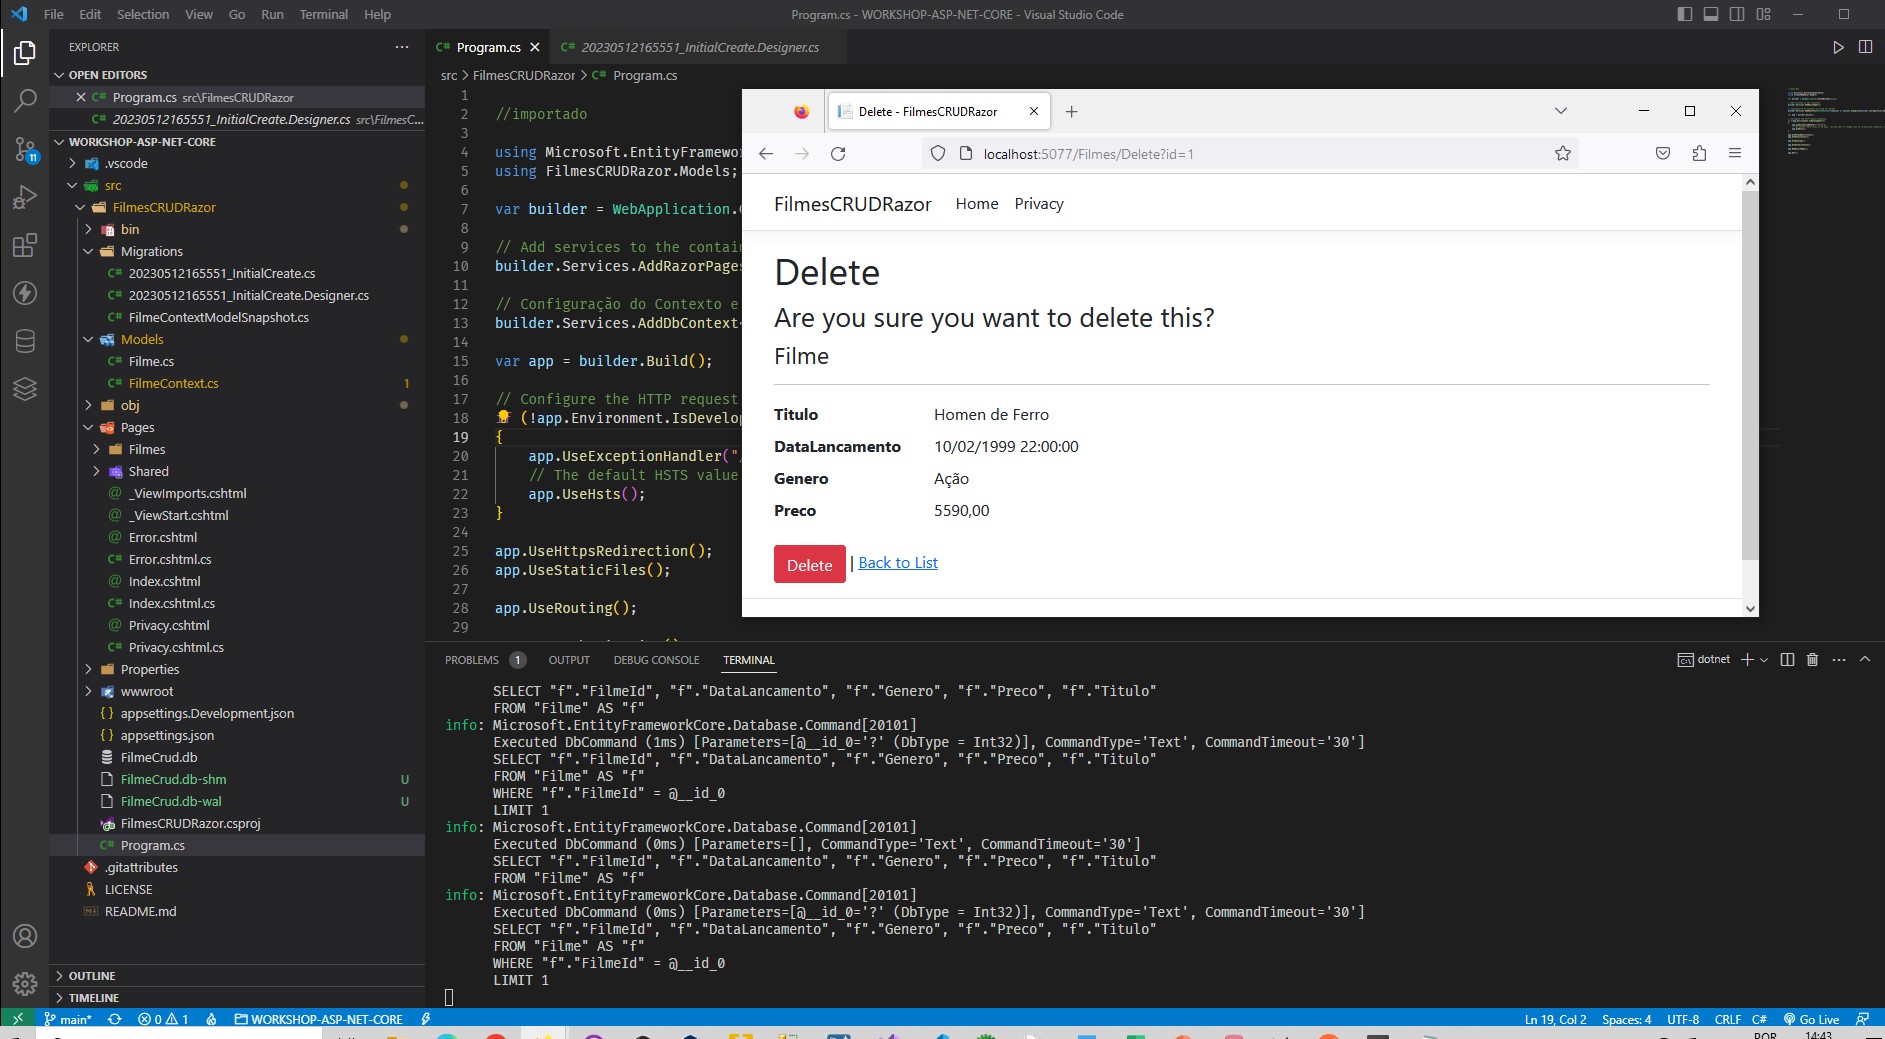 File Edit Selection View Go Run Terminal Help
Program.cs - WORKSHOP-ASP-NET-CORE - Visual Studio Code
EXPLORER
OPEN EDITORS
Program.cs src\FilmesCRUDRazor
20230512165551_InitialCreate.Designer.cs src\FilmesC...
WORKSHOP-ASP-NET-CORE
.vscode
src
FilmesCRUDRazor
bin
Migrations
20230512165551_InitialCreate.cs
20230512165551_InitialCreate.Designer.cs
FilmeContextModelSnapshot.cs
Models
Filme.cs
FilmeContext.cs 1
obj
Pages
Filmes
Shared
_ViewImports.cshtml
_ViewStart.cshtml
Error.cshtml
Error.cshtml.cs
Index.cshtml
Index.cshtml.cs
Privacy.cshtml
Privacy.cshtml.cs
Properties
wwwroot
appsettings.Development.json
appsettings.json
FilmeCrud.db
FilmeCrud.db-shm U
FilmeCrud.db-wal U
FilmesCRUDRazor.csproj
Program.cs
.gitattributes
LICENSE
README.md
OUTLINE
TIMELINE
11
Program.cs
20230512165551_InitialCreate.Designer.cs
src > FilmesCRUDRazor > Program.cs
1
2 //importado
3
4 using Microsoft.EntityFramew
5 using FilmesCRUDRazor.Models;
6
7 var builder = WebApplication.
8
9 // Add services to the contai
10 builder.Services.AddRazorPage
11
12 // Configuração do Contexto e
13 builder.Services.AddDbContext
14
15 var app = builder.Build();
16
17 // Configure the HTTP request
18 if (!app.Environment.IsDevelo
19 {
20 app.UseExceptionHandler("/
21 // The default HSTS value
22 app.UseHsts();
23 }
24
25 app.UseHttpsRedirection();
26 app.UseStaticFiles();
27
28 app.UseRouting();
29
Delete - FilmesCRUDRazor
localhost:5077/Filmes/Delete?id=1
FilmesCRUDRazor Home Privacy
Delete
Are you sure you want to delete this?
Filme
Titulo Homen de Ferro
DataLancamento 10/02/1999 22:00:00
Genero Ação
Preco 5590,00
Delete | Back to List
PROBLEMS 1 OUTPUT DEBUG CONSOLE TERMINAL
dotnet
SELECT "f"."FilmeId", "f"."DataLancamento", "f"."Genero", "f"."Preco", "f"."Titulo"
FROM "Filme" AS "f"
info: Microsoft.EntityFrameworkCore.Database.Command[20101]
Executed DbCommand (1ms) [Parameters=[@__id_0='?' (DbType = Int32)], CommandType='Text', CommandTimeout='30']
SELECT "f"."FilmeId", "f"."DataLancamento", "f"."Genero", "f"."Preco", "f"."Titulo"
FROM "Filme" AS "f"
WHERE "f"."FilmeId" = @__id_0
LIMIT 1
info: Microsoft.EntityFrameworkCore.Database.Command[20101]
Executed DbCommand (0ms) [Parameters=[], CommandType='Text', CommandTimeout='30']
SELECT "f"."FilmeId", "f"."DataLancamento", "f"."Genero", "f"."Preco", "f"."Titulo"
FROM "Filme" AS "f"
info: Microsoft.EntityFrameworkCore.Database.Command[20101]
Executed DbCommand (0ms) [Parameters=[@__id_0='?' (DbType = Int32)], CommandType='Text', CommandTimeout='30']
SELECT "f"."FilmeId", "f"."DataLancamento", "f"."Genero", "f"."Preco", "f"."Titulo"
FROM "Filme" AS "f"
WHERE "f"."FilmeId" = @__id_0
LIMIT 1
main* 0 1 WORKSHOP-ASP-NET-CORE
Ln 19, Col 2 Spaces: 4 UTF-8 CRLF C# Go Live
POR 14:43